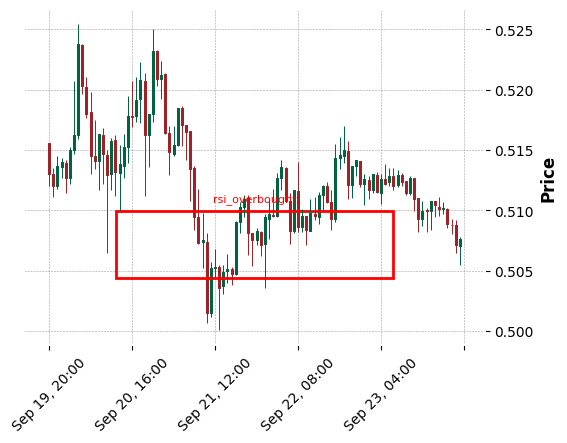 0.525
0.520
0.515
0.510
0.505
0.500
Price
rsi_overbought
Sep 19, 20:00
Sep 20, 16:00
Sep 21, 12:00
Sep 22, 08:00
Sep 23, 04:00